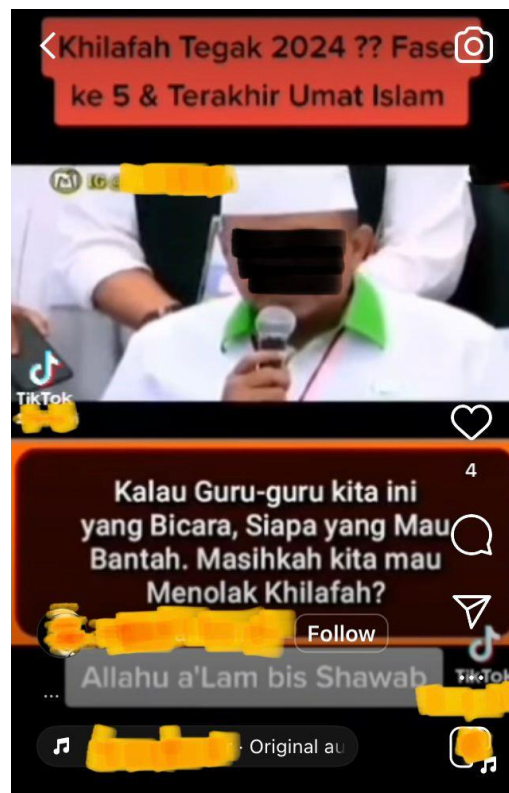 Khilafah Tegak 2024 ?? Fase
ke 5 & Terakhir Umat Islam
IG
TikTok
4
Kalau Guru-guru kita ini
yang Bicara, Siapa yang Mau
Bantah. Masihkah kita mau
Menolak Khilafah?
Follow
Allahu a'Lam bis Shawab
TikTok
...
Original au